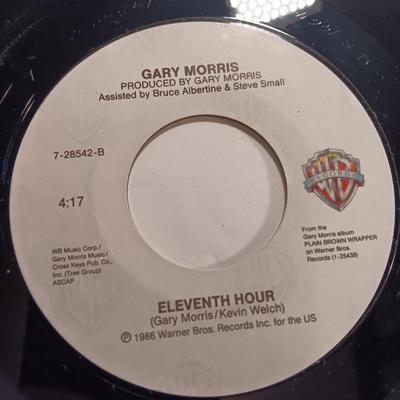 GARY MORRIS
PRODUCED BY GARY MORRIS
Assisted by Bruce Albertine & Steve Small
7-28542-B
4:17
WB Music Corp./
Gary Morris Music/
Cross Keys Pub. Co.,
Inc. (Tree Group)
ASCAP
RECORDS
From the
Gary Morris album
PLAIN BROWN WRAPPER
on Warner Bros.
Records (1-25438)
ELEVENTH HOUR
(Gary Morris/Kevin Welch)
℗ 1986 Warner Bros. Records Inc. for the US